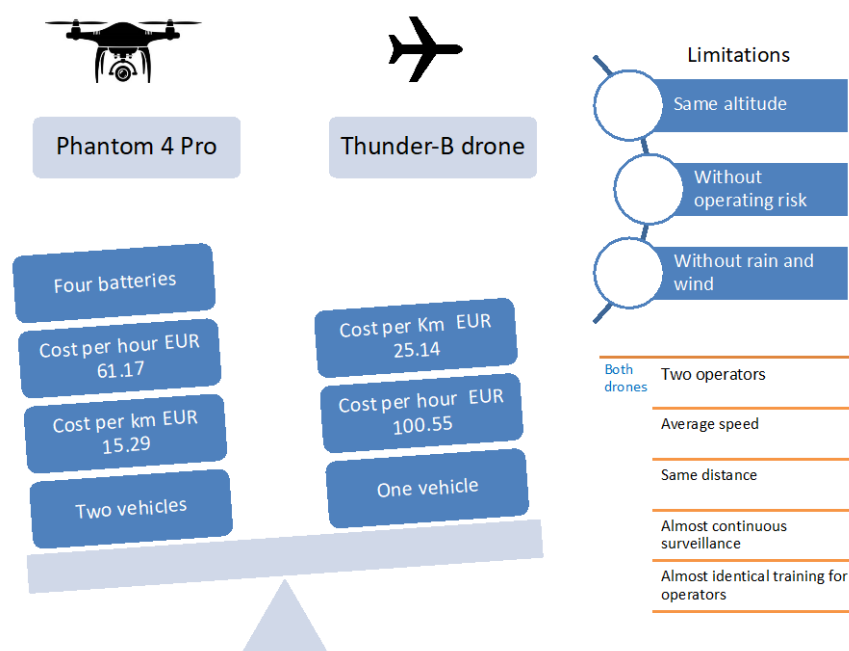 Phantom 4 Pro
Thunder-B drone
Four batteries
Cost per hour EUR
61.17
Cost per km EUR
15.29
Two vehicles
Cost per Km EUR
25.14
Cost per hour EUR
100.55
One vehicle
Limitations
Same altitude
Without
operating risk
Without rain and
wind
Both
drones
Two operators
Average speed
Same distance
Almost continuous
surveillance
Almost identical training for
operators